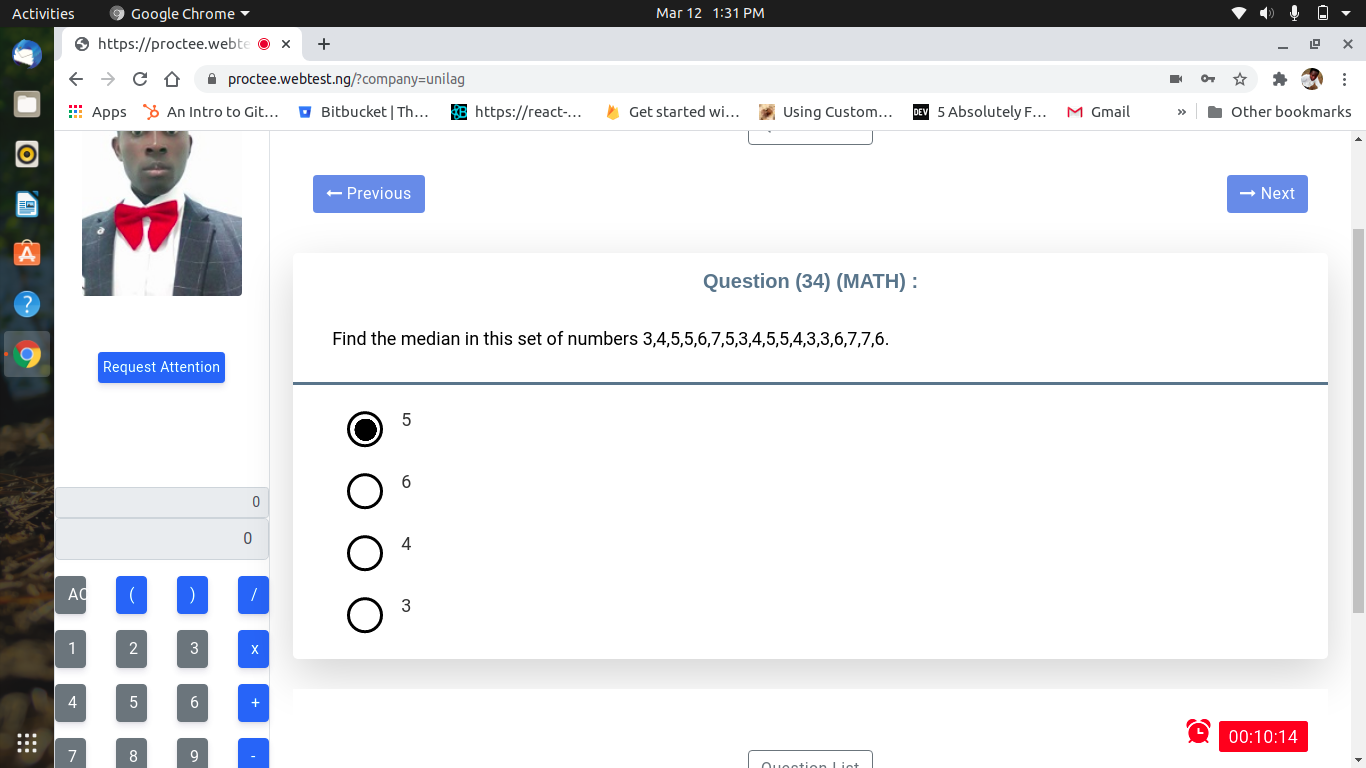 Activities Google Chrome Mar 12 1:31 PM
https://proctee.webte
proctee.webtest.ng/?company=unilag
Apps An Intro to Git… Bitbucket | Th… https://react-… Get started wi… Using Custom… DEV 5 Absolutely F… Gmail » Other bookmarks
Previous Next
Question (34) (MATH) :
Find the median in this set of numbers 3,4,5,5,6,7,5,3,4,5,5,4,3,3,6,7,7,6.
Request Attention
5
6
4
3
0
0
AC ( ) /
1 2 3 x
4 5 6 +
7 8 9 -
00:10:14
Question List